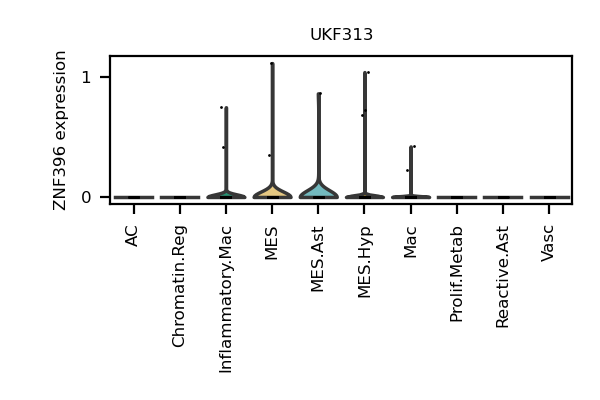 UKF313
ZNF396 expression
1
0
AC
Chromatin.Reg
Inflammatory.Mac
MES
MES.Ast
MES.Hyp
Mac
Prolif.Metab
Reactive.Ast
Vasc